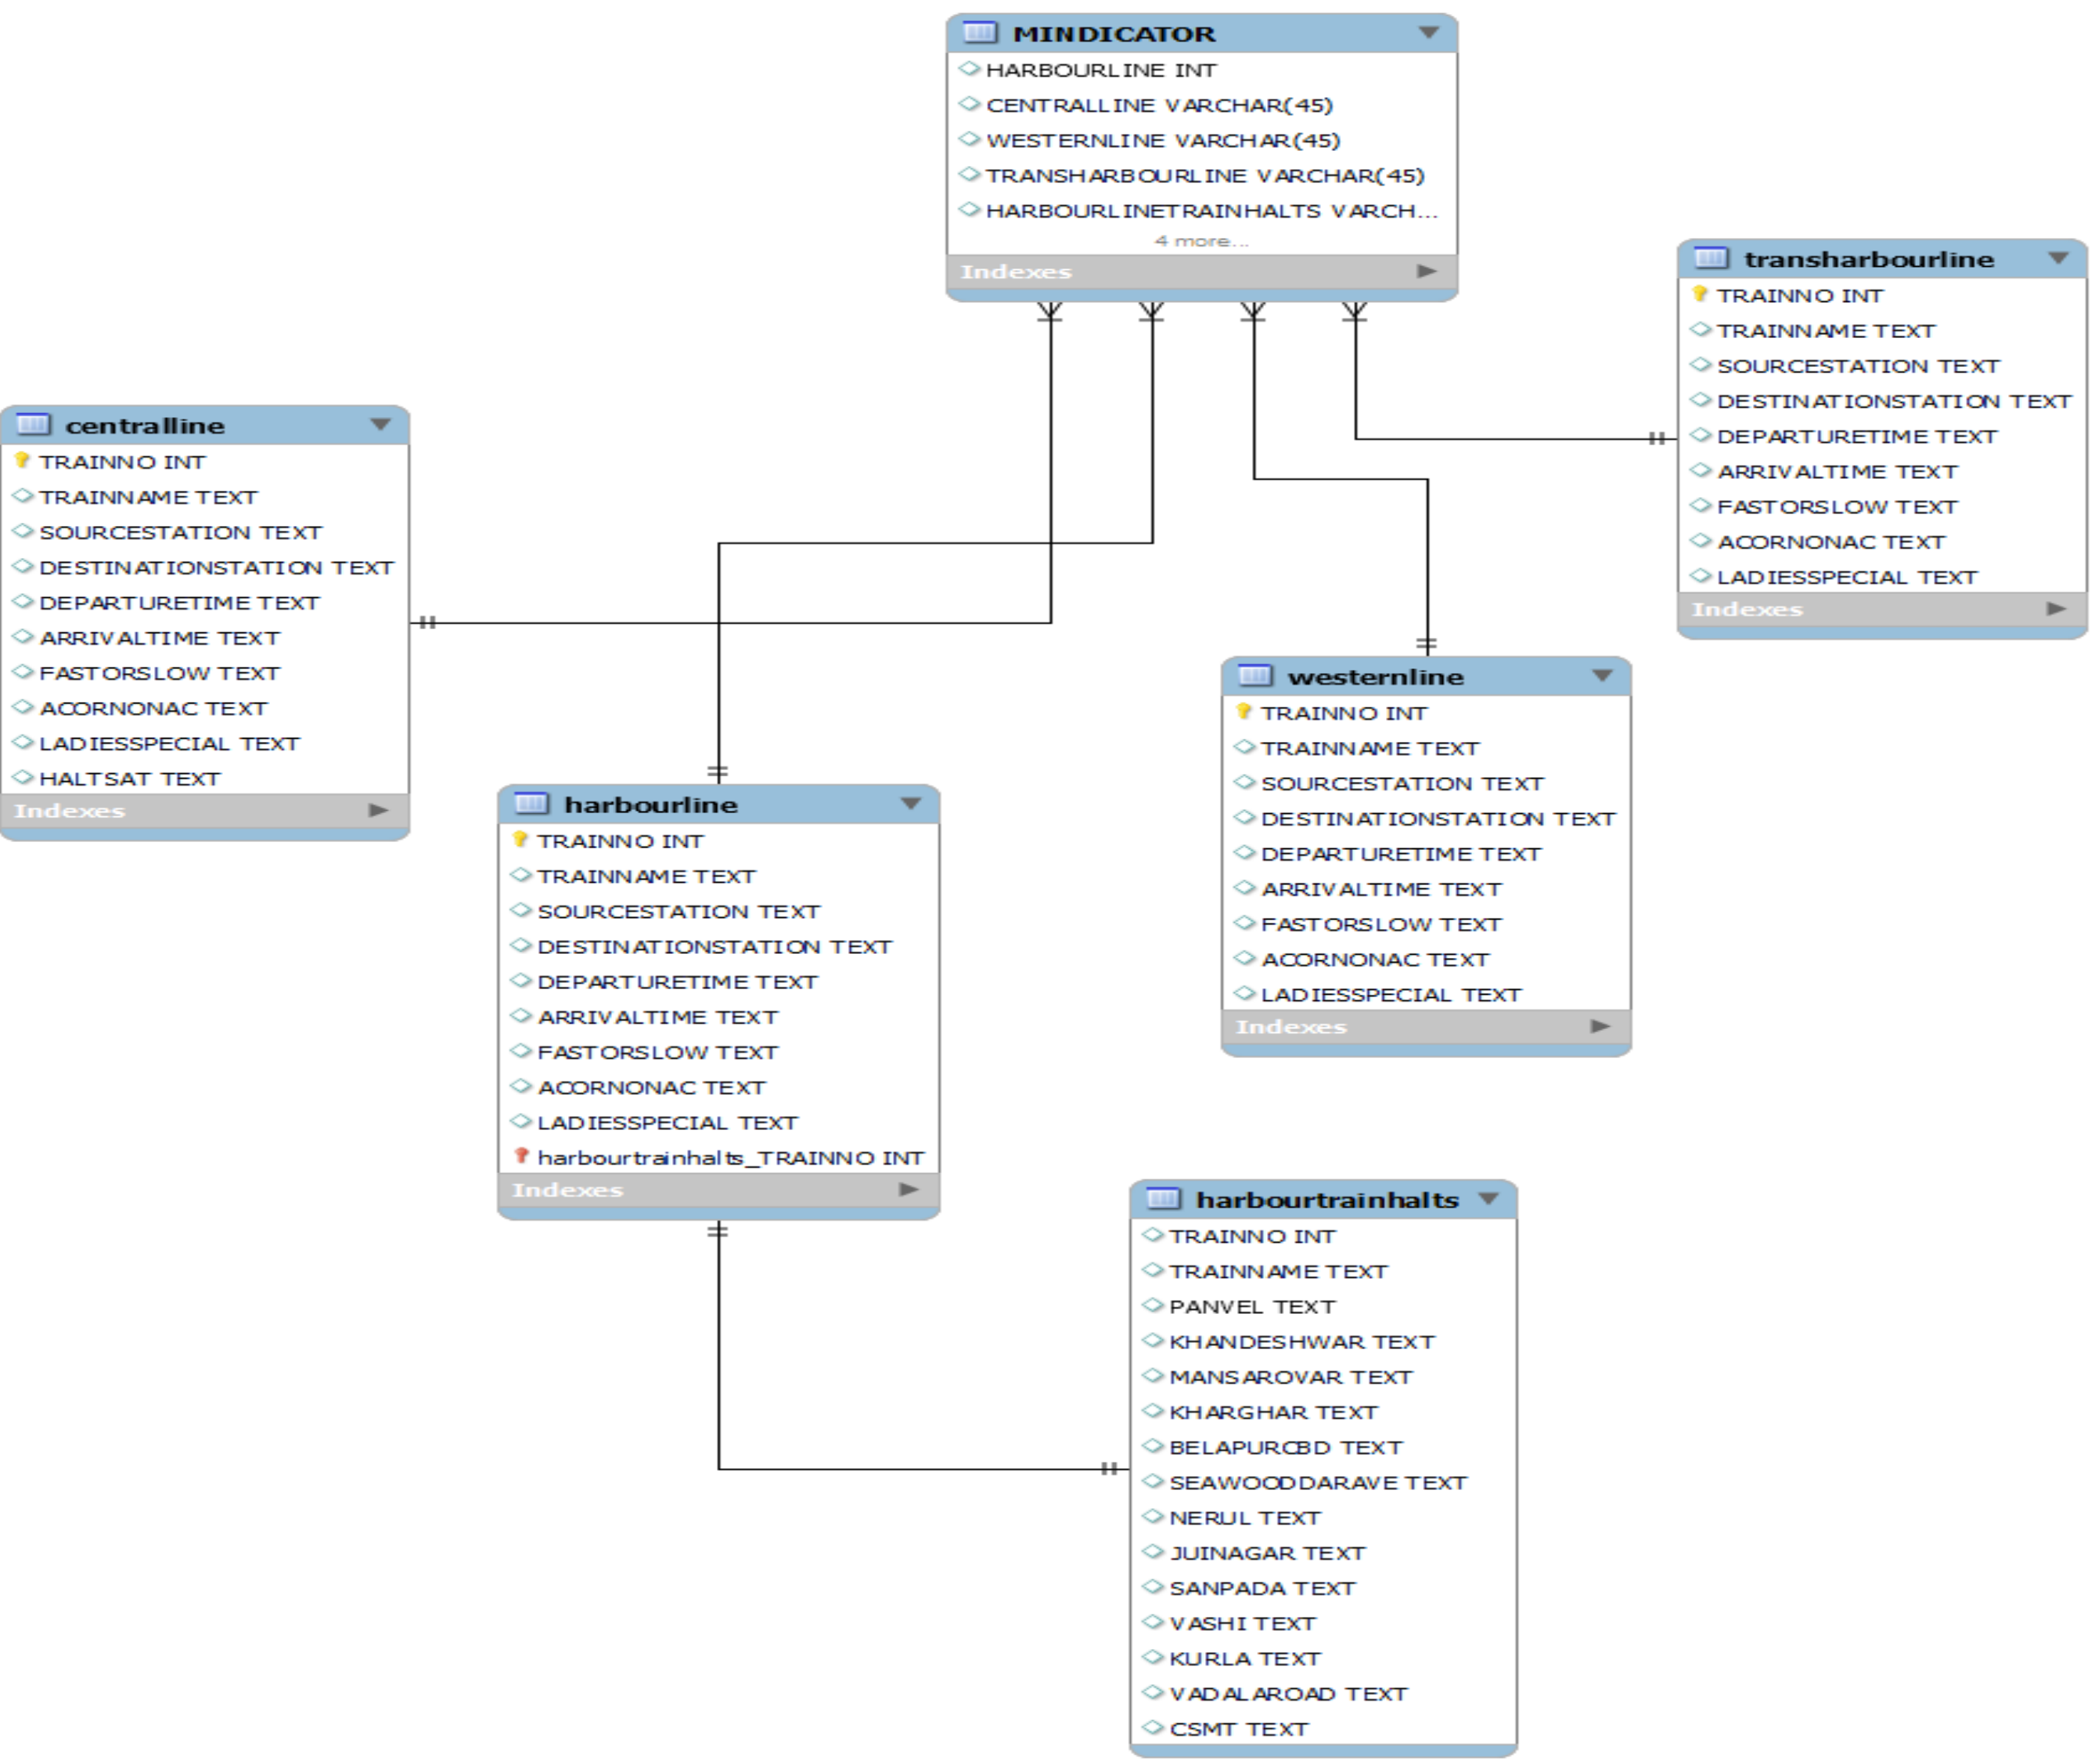 MINDICATOR
HARBOURLINE INT
CENTRALLINE VARCHAR(45)
WESTERNLINE VARCHAR(45)
TRANSHARBOURLINE VARCHAR(45)
HARBOURLINETRAINHALTS VARCH...
4 more...
Indexes
transharbourline
TRAINNO INT
TRAINNAME TEXT
SOURCESTATION TEXT
DESTINATIONSTATION TEXT
DEPARTURETIME TEXT
ARRIVALTIME TEXT
FASTORSLOW TEXT
ACORNONAC TEXT
LADIESSPECIAL TEXT
Indexes
centralline
TRAINNO INT
TRAINNAME TEXT
SOURCESTATION TEXT
DESTINATIONSTATION TEXT
DEPARTURETIME TEXT
ARRIVALTIME TEXT
FASTORSLOW TEXT
ACORNONAC TEXT
LADIESSPECIAL TEXT
HALTSAT TEXT
Indexes
westernline
TRAINNO INT
TRAINNAME TEXT
SOURCESTATION TEXT
DESTINATIONSTATION TEXT
DEPARTURETIME TEXT
ARRIVALTIME TEXT
FASTORSLOW TEXT
ACORNONAC TEXT
LADIESSPECIAL TEXT
Indexes
harbourline
TRAINNO INT
TRAINNAME TEXT
SOURCESTATION TEXT
DESTINATIONSTATION TEXT
DEPARTURETIME TEXT
ARRIVALTIME TEXT
FASTORSLOW TEXT
ACORNONAC TEXT
LADIESSPECIAL TEXT
harbourtrainhalts_TRAINNO INT
Indexes
harbourtrainhalts
TRAINNO INT
TRAINNAME TEXT
PANVEL TEXT
KHANDESHWAR TEXT
MANSAROVAR TEXT
KHARGHAR TEXT
BELAPURCBD TEXT
SEAWOODDARAVE TEXT
NERUL TEXT
JUINAGAR TEXT
SANPADA TEXT
VASHI TEXT
KURLA TEXT
VADALAROAD TEXT
CSMT TEXT